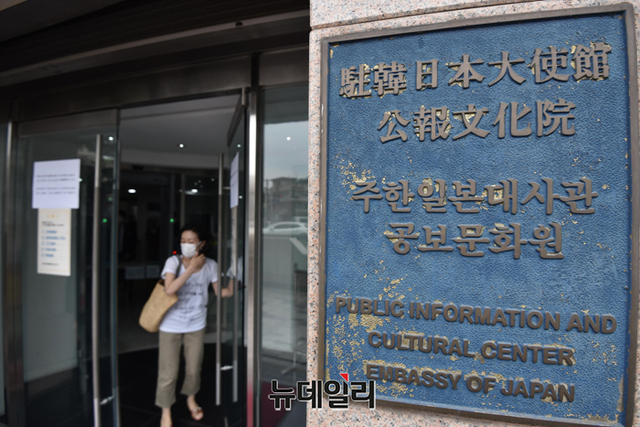 駐韓日本大使館
公報文化院
주한일본대사관
공보문화원
PUBLIC INFORMATION AND
CULTURAL CENTER
EMBASSY OF JAPAN
뉴데일리